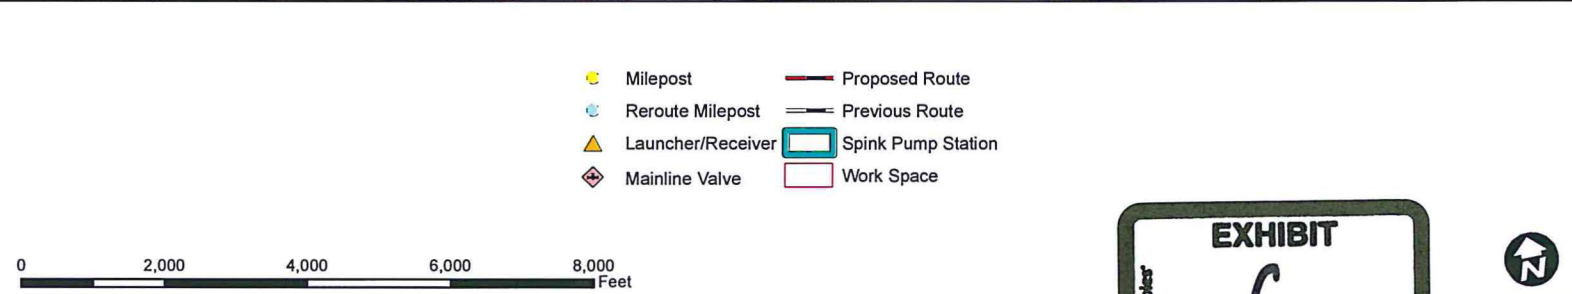 Milepost
Reroute Milepost
Launcher/Receiver
Mainline Valve
Proposed Route
Previous Route
Spink Pump Station
Work Space
0 2,000 4,000 6,000 8,000
Feet
EXHIBIT
N